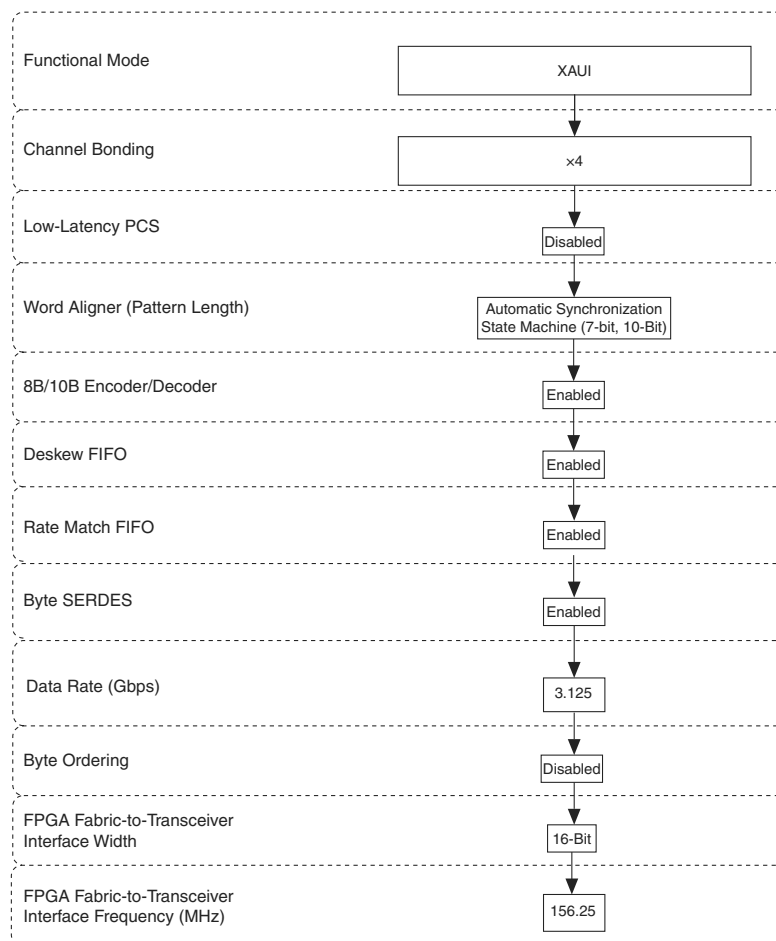 Functional Mode
XAUI
Channel Bonding
×4
Low-Latency PCS
Disabled
Word Aligner (Pattern Length)
Automatic Synchronization
State Machine (7-bit, 10-Bit)
8B/10B Encoder/Decoder
Enabled
Deskew FIFO
Enabled
Rate Match FIFO
Enabled
Byte SERDES
Enabled
Data Rate (Gbps)
3.125
Byte Ordering
Disabled
FPGA Fabric-to-Transceiver
Interface Width
16-Bit
FPGA Fabric-to-Transceiver
Interface Frequency (MHz)
156.25